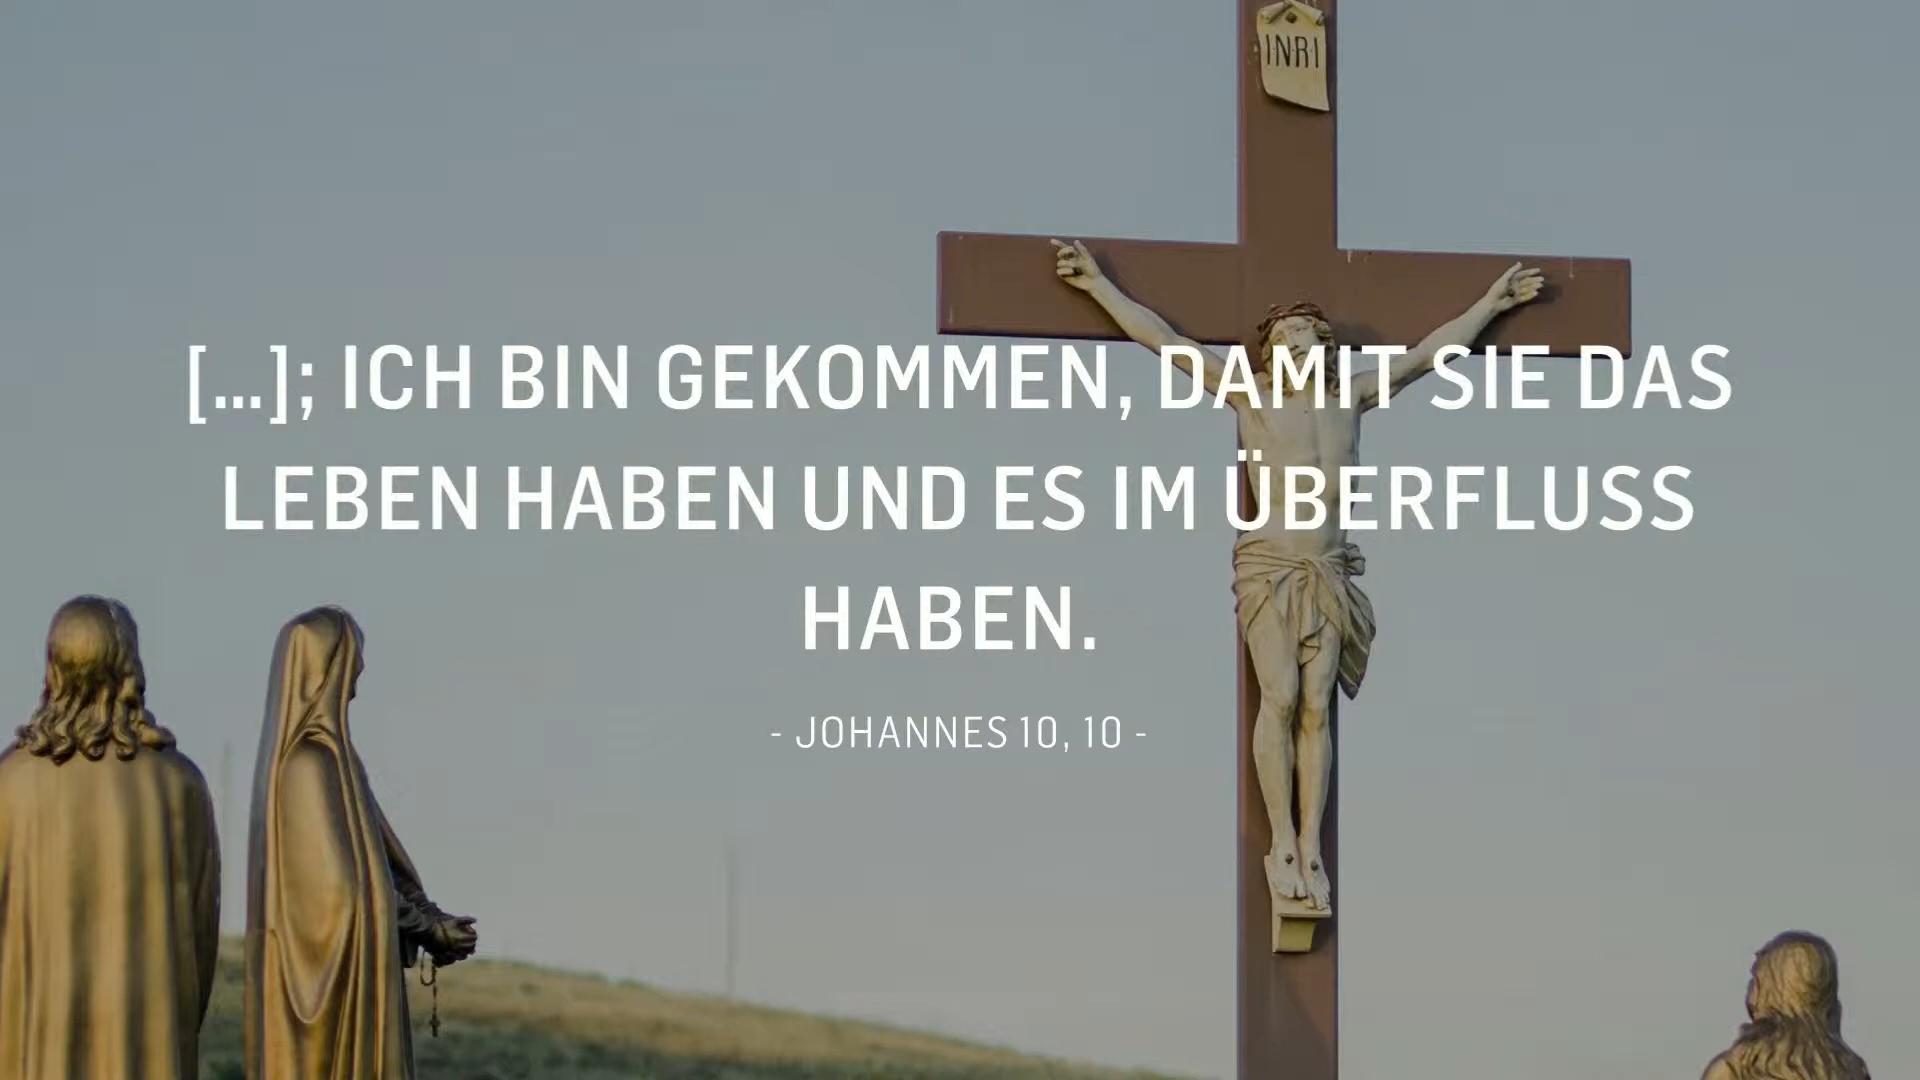 INRI
[...]; ICH BIN GEKOMMEN, DAMIT SIE DAS
LEBEN HABEN UND ES IM ÜBERFLUSS
HABEN.
- JOHANNES 10, 10 -